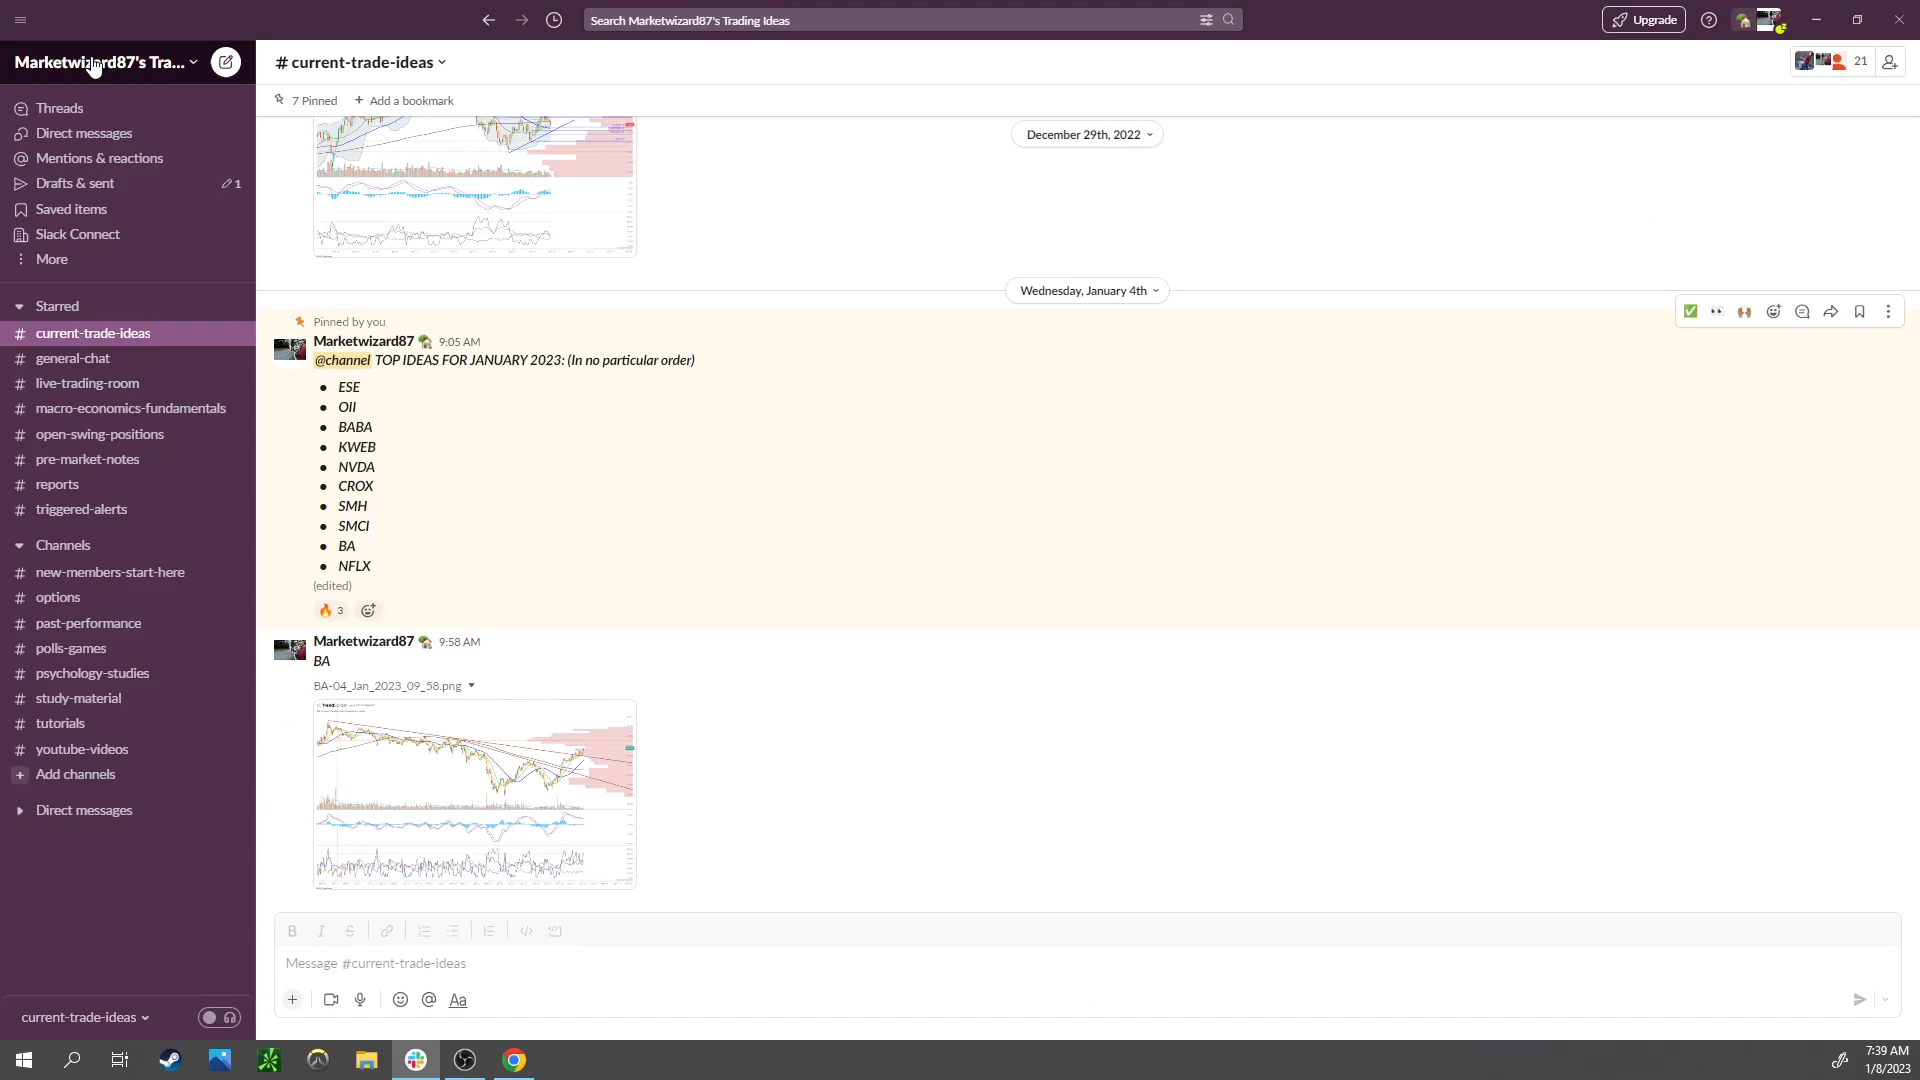 Search Marketwizard87's Trading Ideas
Upgrade
Marketwizard87's Tra...
# current-trade-ideas
21
7 Pinned
Add a bookmark
Threads
Direct messages
Mentions & reactions
Drafts & sent
1
Saved items
Slack Connect
More
Starred
# current-trade-ideas
# general-chat
# live-trading-room
# macro-economics-fundamentals
# open-swing-positions
# pre-market-notes
# reports
# triggered-alerts
Channels
# new-members-start-here
# options
# past-performance
# polls-games
# psychology-studies
# study-material
# tutorials
# youtube-videos
+ Add channels
Direct messages
current-trade-ideas
December 29th, 2022
Wednesday, January 4th
Pinned by you
Marketwizard87 9:05 AM
@channel TOP IDEAS FOR JANUARY 2023: (In no particular order)
• ESE
• OII
• BABA
• KWEB
• NVDA
• CROX
• SMH
• SMCI
• BA
• NFLX
(edited)
3
Marketwizard87 9:58 AM
BA
BA-04_Jan_2023_09_58.png
Message #current-trade-ideas
Aa
7:39 AM
1/8/2023